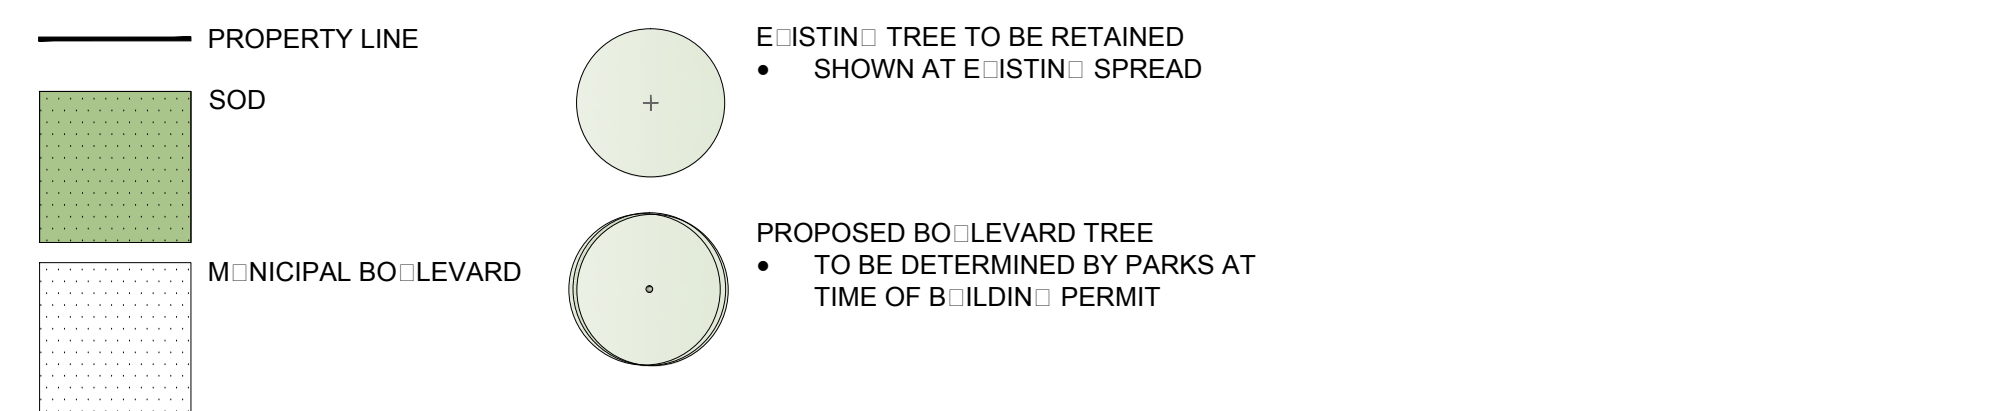 PROPERTY LINE
SOD
M□NICIPAL BO□LEVARD
E□ISTIN□ TREE TO BE RETAINED
• SHOWN AT E□ISTIN□ SPREAD
PROPOSED BO□LEVARD TREE
• TO BE DETERMINED BY PARKS AT
TIME OF B□ILDIN□ PERMIT